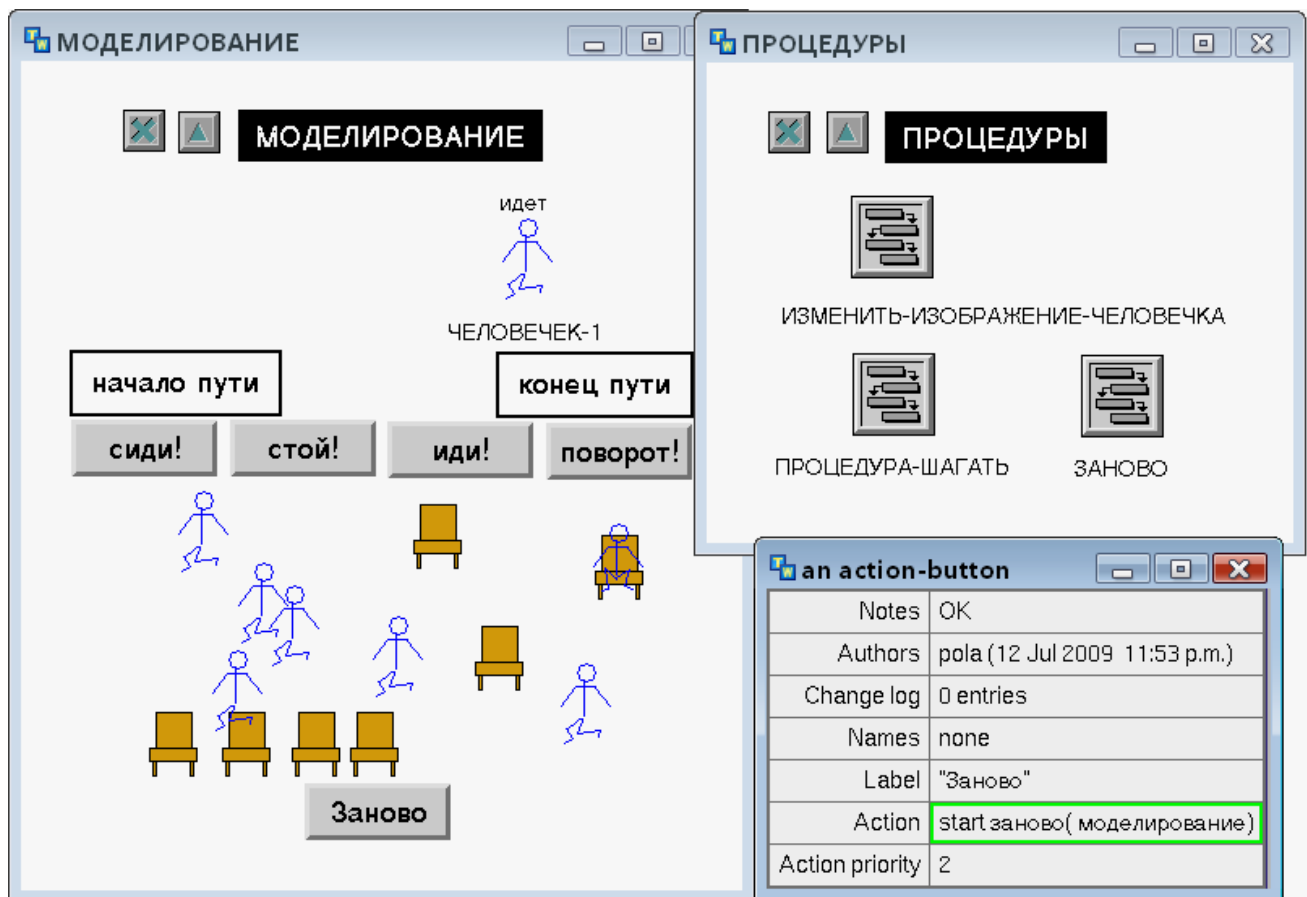 МОДЕЛИРОВАНИЕ
МОДЕЛИРОВАНИЕ
идет
ЧЕЛОВЕЧЕК-1
начало пути
конец пути
сиди!
стой!
иди!
поворот!
Заново
ПРОЦЕДУРЫ
ПРОЦЕДУРЫ
ИЗМЕНИТЬ-ИЗОБРАЖЕНИЕ-ЧЕЛОВЕЧКА
ПРОЦЕДУРА-ШАГАТЬ
ЗАНОВО
an action-button
Notes OK
Authors pola (12 Jul 2009 11:53 p.m.)
Change log 0 entries
Names none
Label "Заново"
Action start заново( моделирование)
Action priority 2